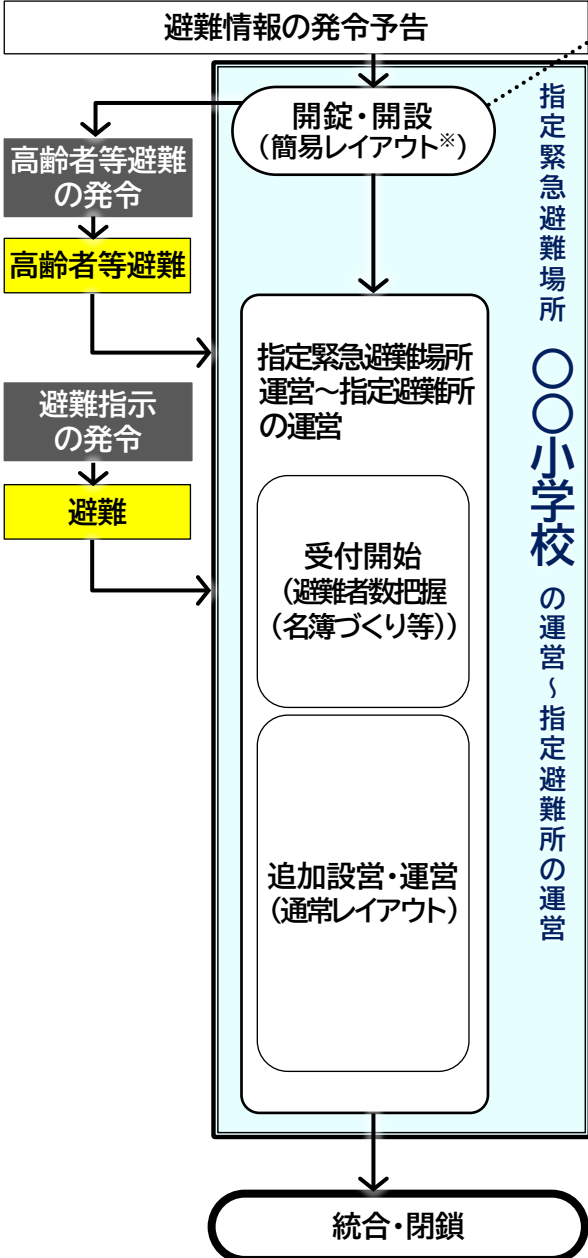 避難情報の発令予告
開錠・開設
(簡易レイアウト※)
高齢者等避難
の発令
高齢者等避難
指定緊急避難場所
運営～指定避難所
の運営
避難指示
の発令
避難
受付開始
(避難者数把握
(名簿づくり等))
追加設営・運営
(通常レイアウト)
指定緊急避難場所 〇〇小学校 の運営～指定避難所の運営
統合・閉鎖